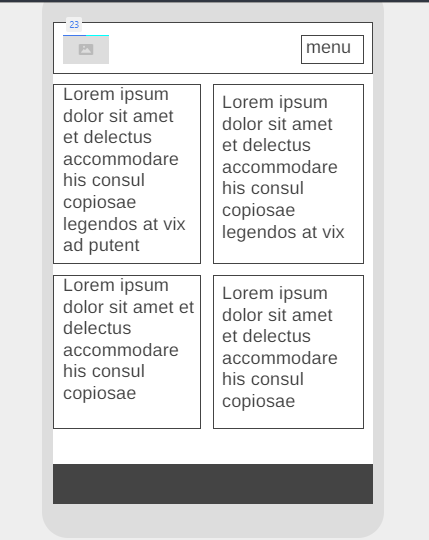 23
menu
Lorem ipsum
dolor sit amet
et delectus
accommodare
his consul
copiosae
legendos at vix
ad putent
Lorem ipsum
dolor sit amet
et delectus
accommodare
his consul
copiosae
legendos at vix
Lorem ipsum
dolor sit amet et
delectus
accommodare
his consul
copiosae
Lorem ipsum
dolor sit amet
et delectus
accommodare
his consul
copiosae